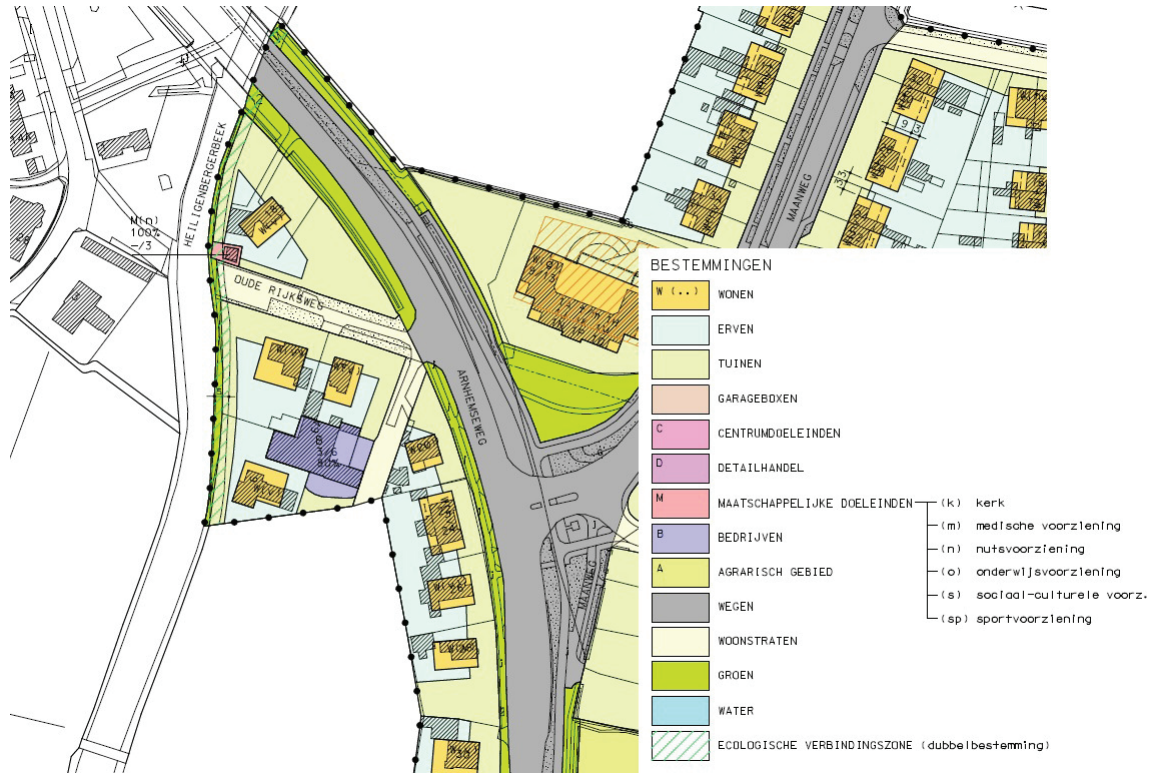 HEILIGENBERGERBEEK
M(n)
100%
-/3
OUDE RIJKSWEG
ARNHEMSEWEG
MAANWEG
MAANWEG
B
3/6
40%
BESTEMMINGEN
W (..) WONEN
ERVEN
TUINEN
GARAGEBOXEN
C CENTRUMDOELEINDEN
D DETAILHANDEL
M MAATSCHAPPELIJKE DOELEINDEN
(k) kerk
(m) medische voorziening
(n) nutsvoorziening
(o) onderwijsvoorziening
(s) sociaal-culturele voorz.
(sp) sportvoorziening
B BEDRIJVEN
A AGRARISCH GEBIED
WEGEN
WOONSTRATEN
GROEN
WATER
ECOLOGISCHE VERBINDINGSZONE (dubbelbestemming)